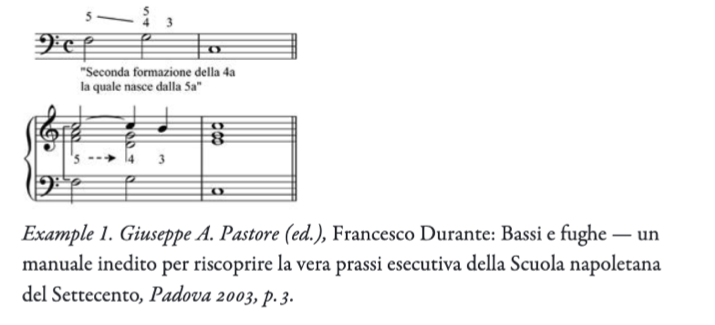 5
5
4 3
"Seconda formazione della 4a
la quale nasce dalla 5a"
5 4 3
Example 1. Giuseppe A. Pastore (ed.), Francesco Durante: Bassi e fughe — un
manuale inedito per riscoprire la vera prassi esecutiva della Scuola napoletana
del Settecento, Padova 2003, p. 3.